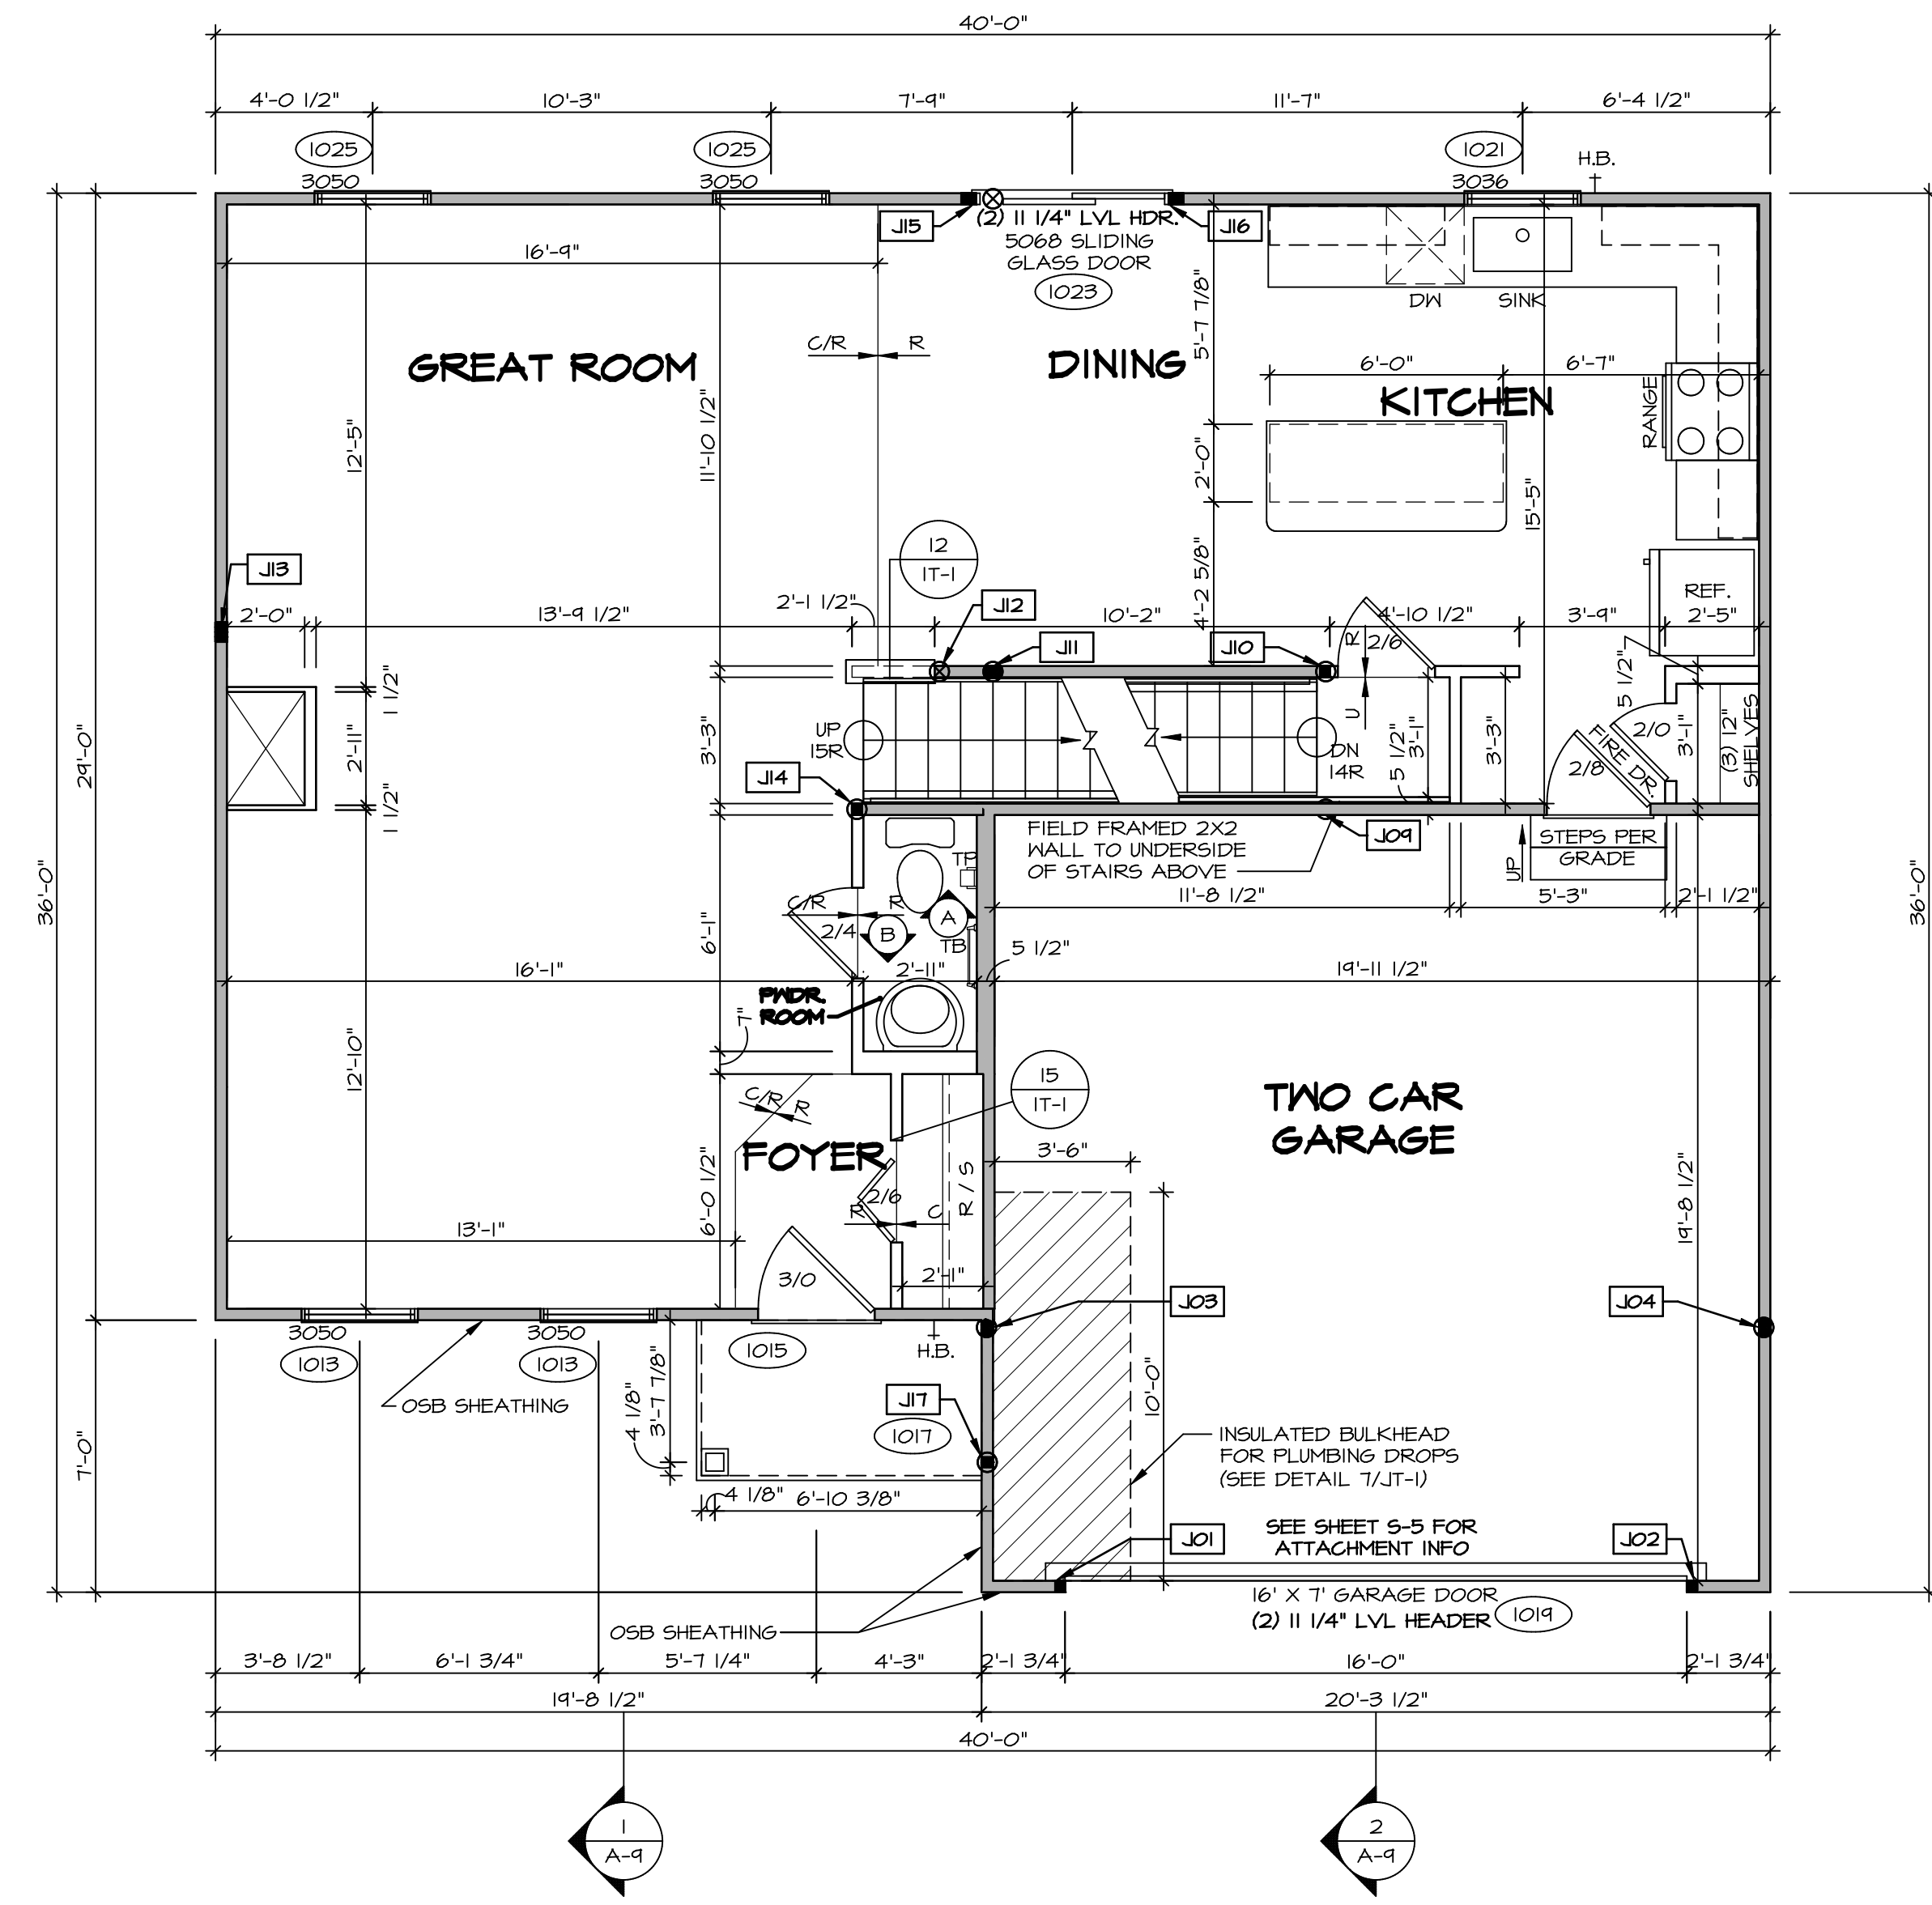 40'-0"
4'-0 1/2" 10'-3" 7'-9" 11'-7" 6'-4 1/2"
1025 1025 1021 H.B.
3050 3050 3036
J15 (2) 11 1/4" LVL HDR. J16
5068 SLIDING
GLASS DOOR
1023
16'-9"
DW SINK
5'-7 7/8"
C/R R
GREAT ROOM DINING KITCHEN
6'-0" 6'-7"
RANGE
12'-5" 11'-10 1/2" 2'-0" 15'-5"
12
1T-1
4'-2 5/8"
J13
REF.
J12
2'-0" 13'-9 1/2" 2'-1 1/2" 10'-2" 4'-10 1/2" 3'-9" 2'-5"
J11 J10 R 2/6
5 1/2"
1 1/2" 2'-11" 1 1/2"
3'-3"
UP
15R
DN
14R
U
5 1/2" 3'-1" 3'-3"
2/0 FIRE DR. 2/8
3'-1"
(3) 12"
SHELVES
29'-0"
36'-0"
36'-0"
J14
FIELD FRAMED 2X2
WALL TO UNDERSIDE
OF STAIRS ABOVE
J09
STEPS PER
GRADE
UP
TP
C/R R
2/4 B A
TB
11'-8 1/2" 5'-3" 2'-1 1/2"
6'-1"
16'-1" 2'-11" 5 1/2" 19'-11 1/2"
PWDR.
ROOM
7"
12'-10"
15
1T-1
C/R R
TWO CAR
GARAGE
FOYER
3'-6"
2/6
R C
R / S
6'-0 1/2"
13'-1"
19'-8 1/2"
3/0 2'-1"
J03 J04
3050 3050
1013 1013 1015 H.B.
OSB SHEATHING
4 1/8" 3'-7 7/8"
J17
1017
10'-0"
7'-0"
INSULATED BULKHEAD
FOR PLUMBING DROPS
(SEE DETAIL 7/JT-1)
4 1/8" 6'-10 3/8"
J01 SEE SHEET S-5 FOR
ATTACHMENT INFO
J02
16' X 7' GARAGE DOOR
(2) 11 1/4" LVL HEADER 1019
OSB SHEATHING
3'-8 1/2" 6'-1 3/4" 5'-7 1/4" 4'-3" 2'-1 3/4" 16'-0" 2'-1 3/4"
19'-8 1/2" 20'-3 1/2"
40'-0"
1
A-9
2
A-9